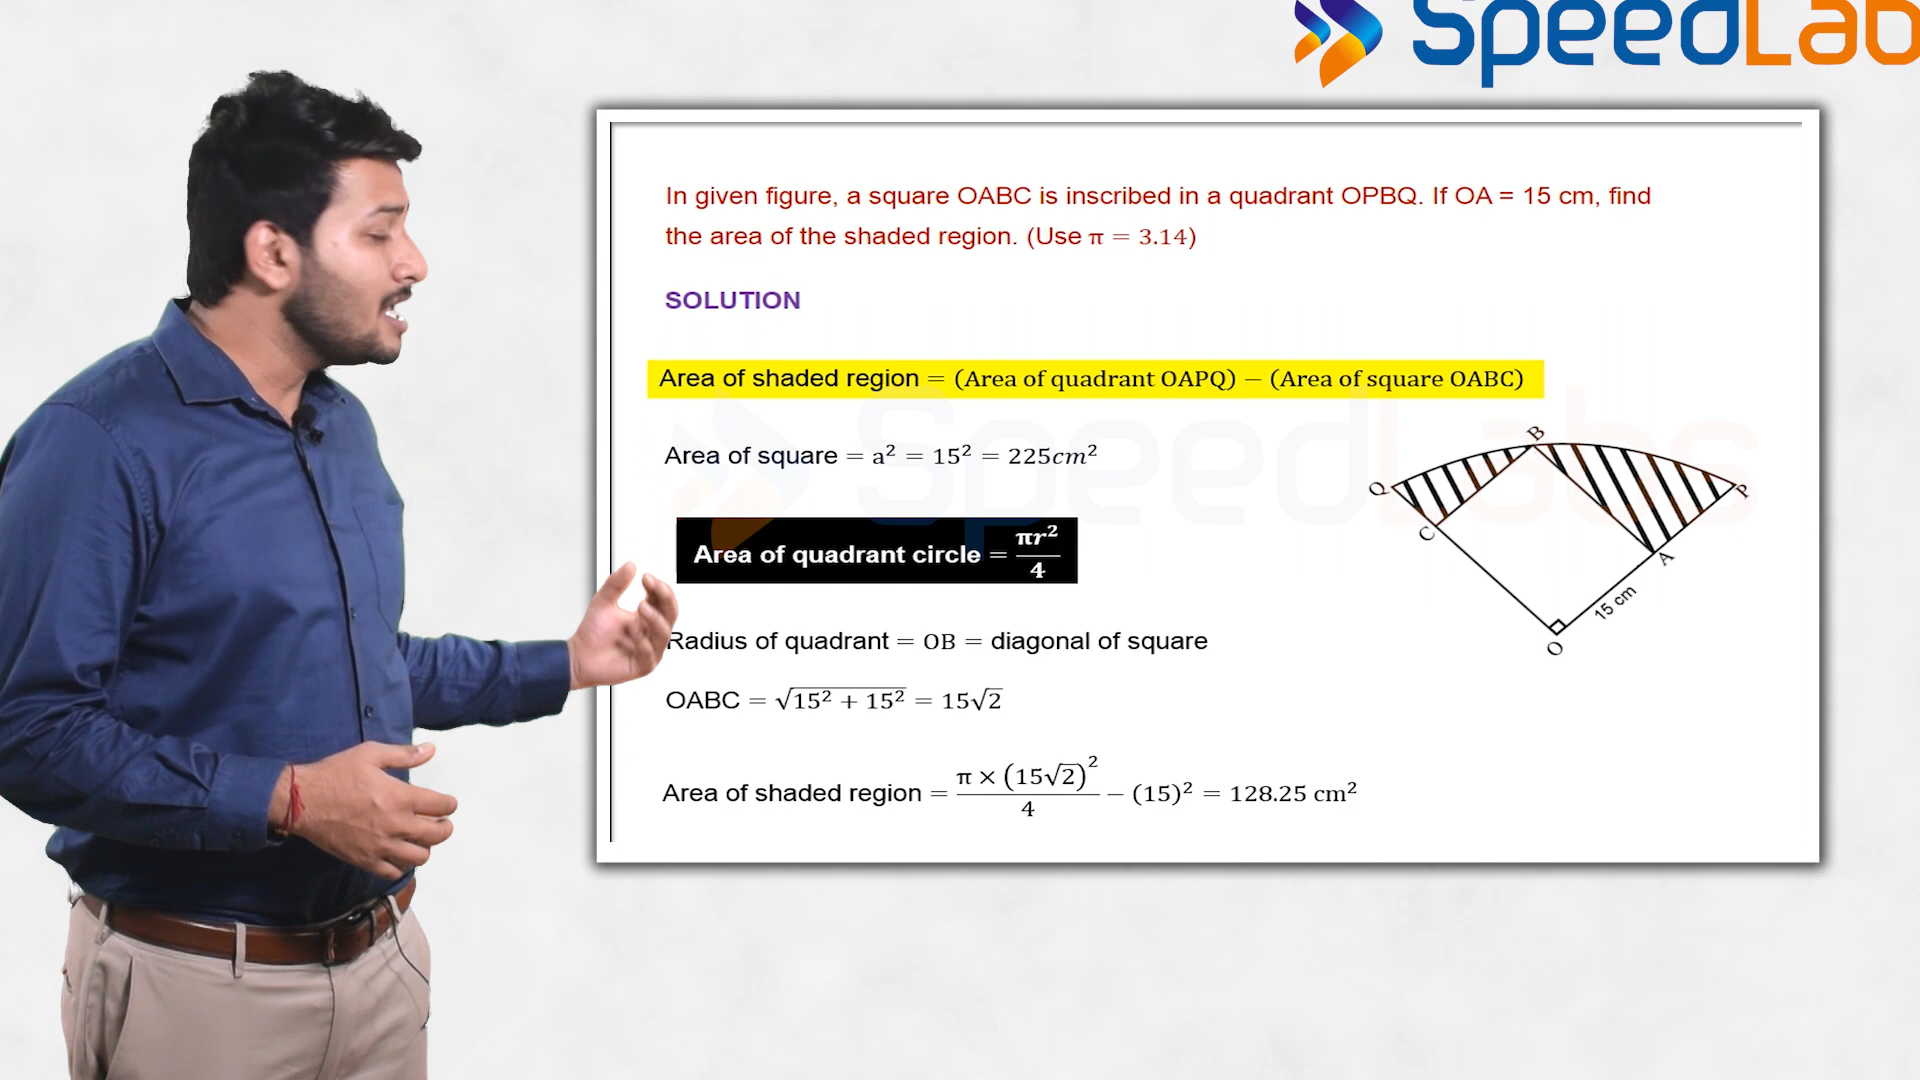 SpeedLab
In given figure, a square OABC is inscribed in a quadrant OPBQ. If OA = 15 cm, find
the area of the shaded region. (Use π = 3.14)
SOLUTION
Area of shaded region = (Area of quadrant OAPQ) − (Area of square OABC)
SpeedLabs
Area of square = a² = 15² = 225cm²
Area of quadrant circle = πr²/4
Radius of quadrant = OB = diagonal of square
OABC = √(15² + 15²) = 15√2
Area of shaded region = π × (15√2)²/4 − (15)² = 128.25 cm²
B
Q
P
C
A
15 cm
O